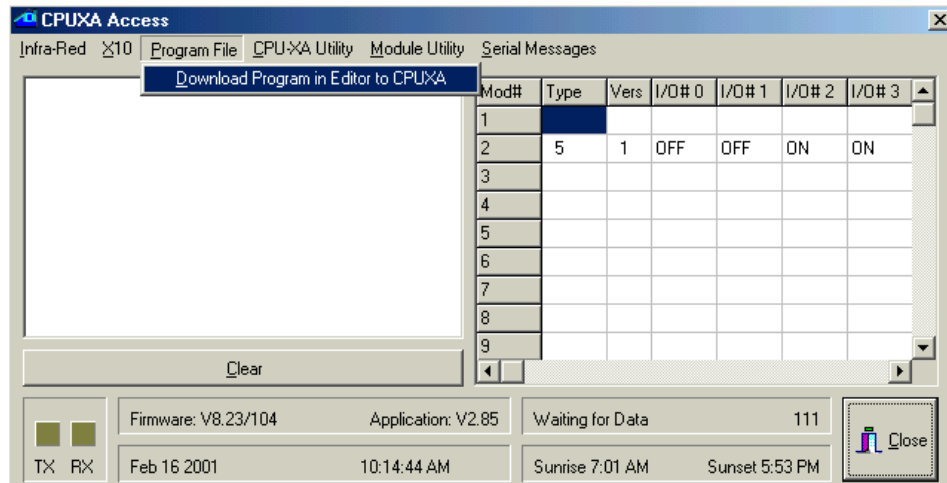 CPUXA Access
Infra-Red X10 Program File CPU-XA Utility Module Utility Serial Messages
Download Program in Editor to CPUXA
Mod# Type Vers I/O# 0 I/O# 1 I/O# 2 I/O# 3
1
2 5 1 OFF OFF ON ON
3
4
5
6
7
8
9
Clear
Firmware: V8.23/104 Application: V2.85 Waiting for Data 111
Close
TX RX Feb 16 2001 10:14:44 AM Sunrise 7:01 AM Sunset 5:53 PM